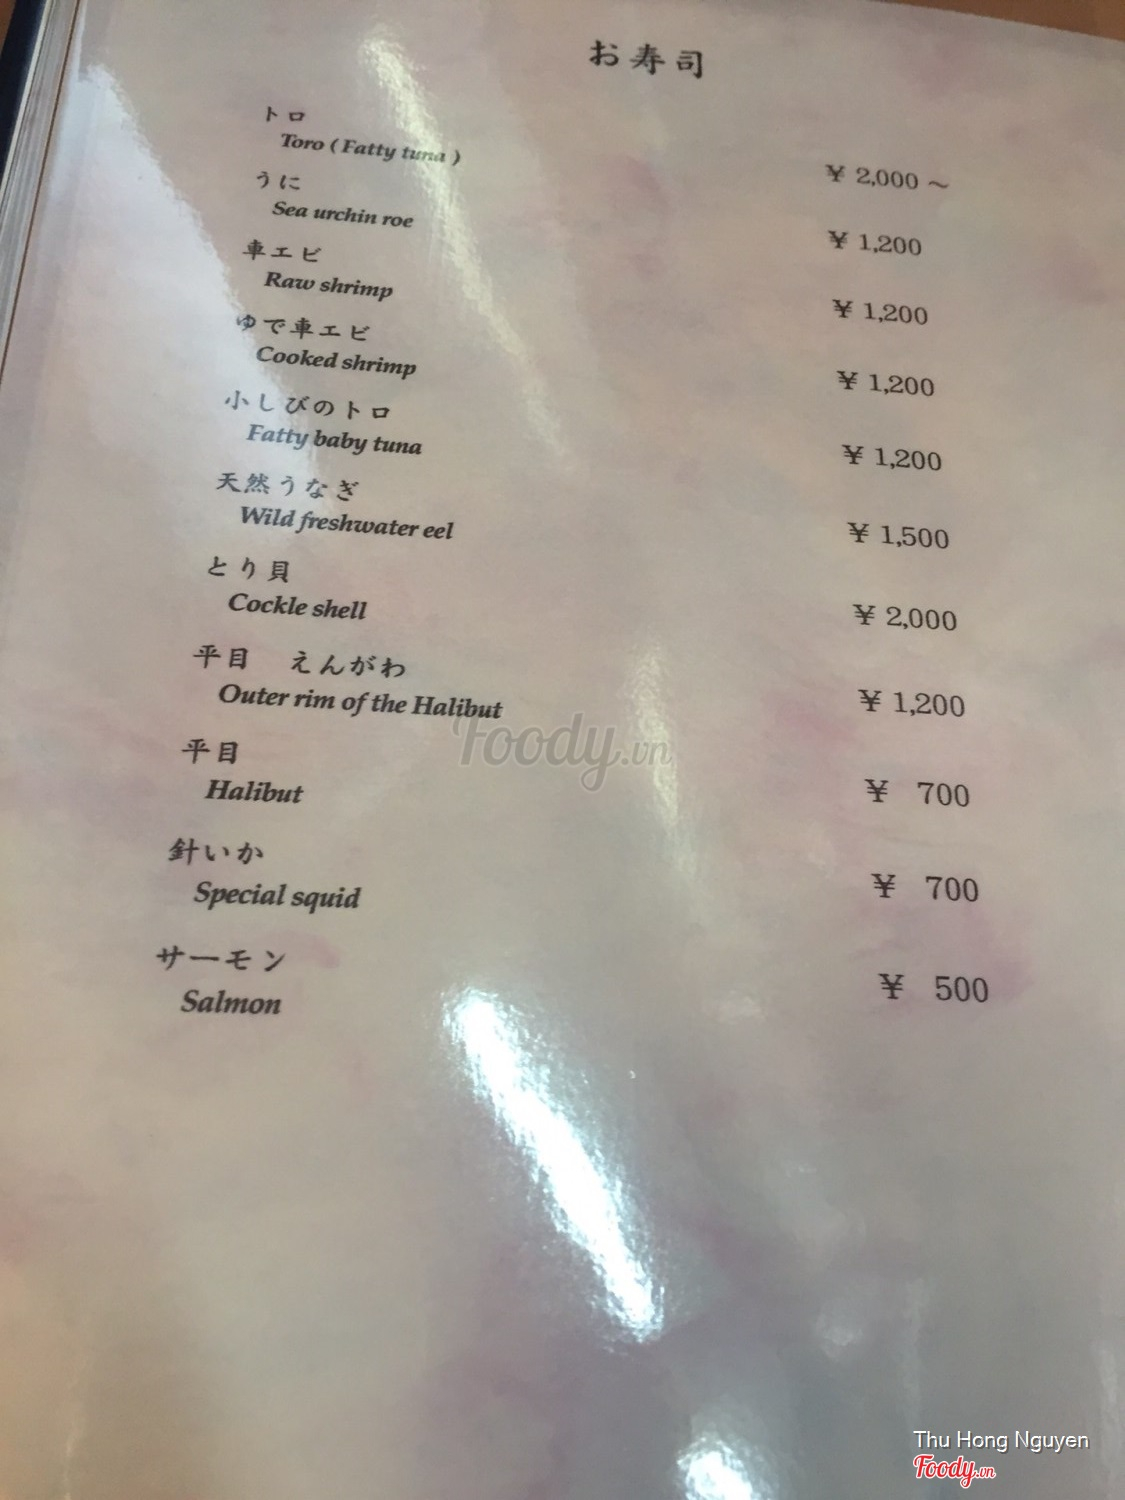 お寿司
トロ
Toro ( Fatty tuna )
¥ 2,000 ～
うに
Sea urchin roe
¥ 1,200
車エビ
Raw shrimp
¥ 1,200
ゆで車エビ
Cooked shrimp
¥ 1,200
小しびのトロ
Fatty baby tuna
¥ 1,200
天然うなぎ
Wild freshwater eel
¥ 1,500
とり貝
Cockle shell
¥ 2,000
平目 えんがわ
Outer rim of the Halibut
¥ 1,200
平目
Halibut
¥ 700
針いか
Special squid
¥ 700
サーモン
Salmon
¥ 500
Foody.vn
Thu Hong Nguyen
Foody.vn